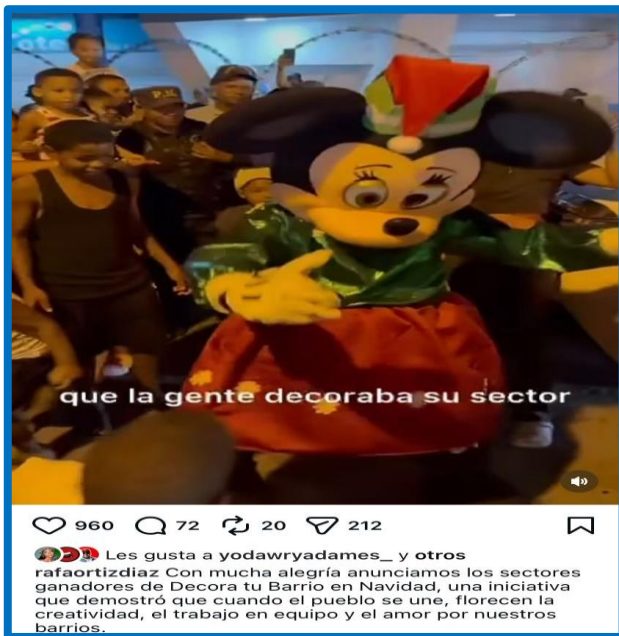 ote
P.M.
que la gente decoraba su sector
960 72 20 212
Les gusta a yodawryadames_ y otros
rafaortizdiaz Con mucha alegría anunciamos los sectores
ganadores de Decora tu Barrio en Navidad, una iniciativa
que demostró que cuando el pueblo se une, florecen la
creatividad, el trabajo en equipo y el amor por nuestros
barrios.